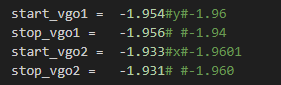 start_vgo1 =  -1.954#y#-1.96
stop_vgo1 =   -1.956# #-1.94
start_vgo2 =  -1.933#x#-1.9601
stop_vgo2 =   -1.931# #-1.960